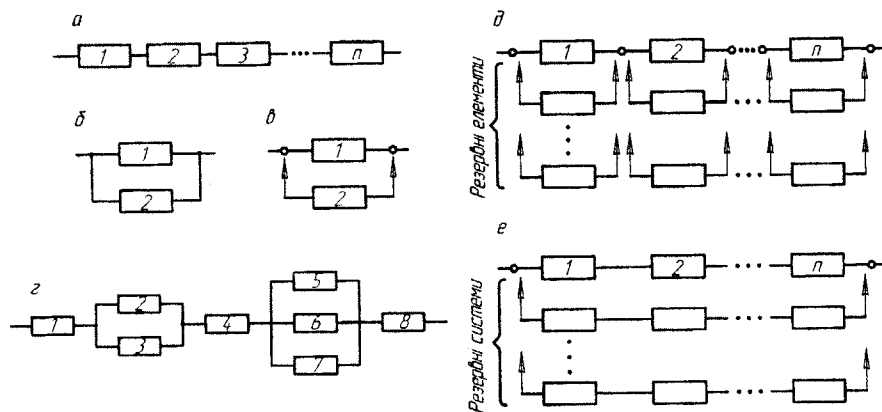 а
1 2 3 ... п
б
1
2
в
1
2
г
1 2 3 4 5 6 7 8
д
1 2 ... п
Резервні елементи
е
1 2 ... п
Резервні системи